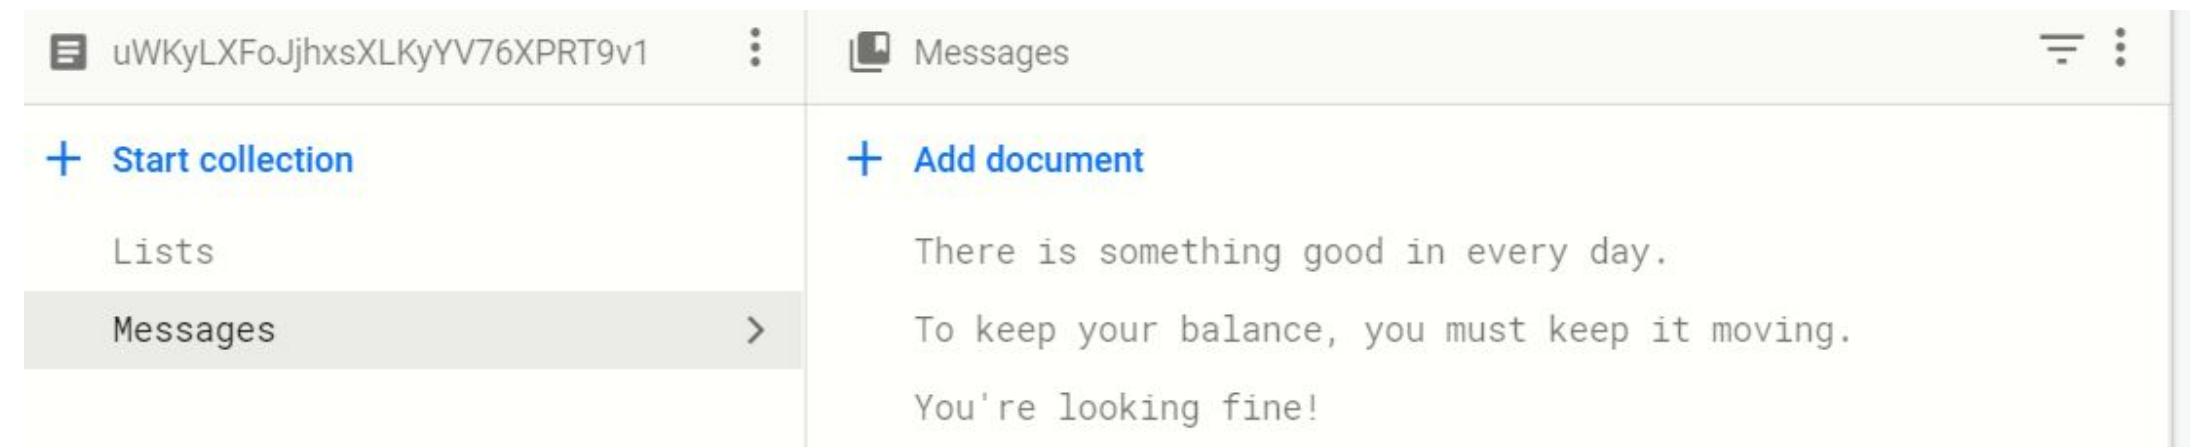 uWKyLXFoJjhxsXLKyYV76XPRT9v1
Messages
Start collection
Add document
Lists
There is something good in every day.
Messages
To keep your balance, you must keep it moving.
You're looking fine!